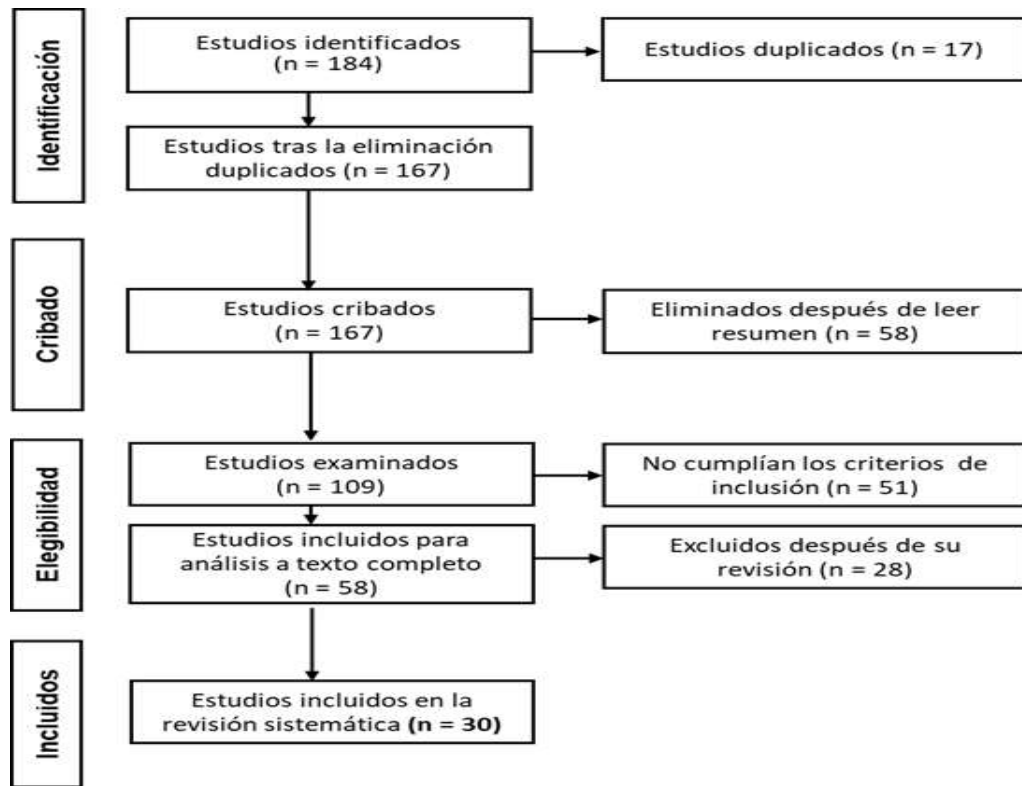 Identificación
Estudios identificados
(n = 184)
Estudios duplicados (n = 17)
Estudios tras la eliminación
duplicados (n = 167)
Cribado
Estudios cribados
(n = 167)
Eliminados después de leer
resumen (n = 58)
Elegibilidad
Estudios examinados
(n = 109)
No cumplían los criterios de
inclusión (n = 51)
Estudios incluidos para
análisis a texto completo
(n = 58)
Excluidos después de su
revisión (n = 28)
Incluidos
Estudios incluidos en la
revisión sistemática (n = 30)